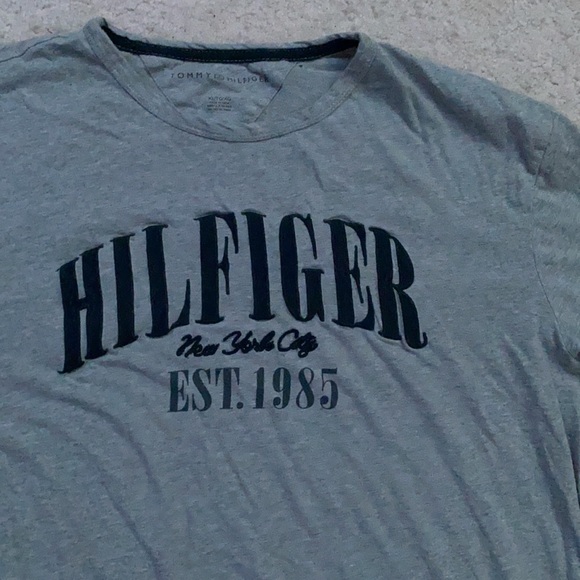 TOMMY HILFIGER
HILFIGER
New York City
EST. 1985